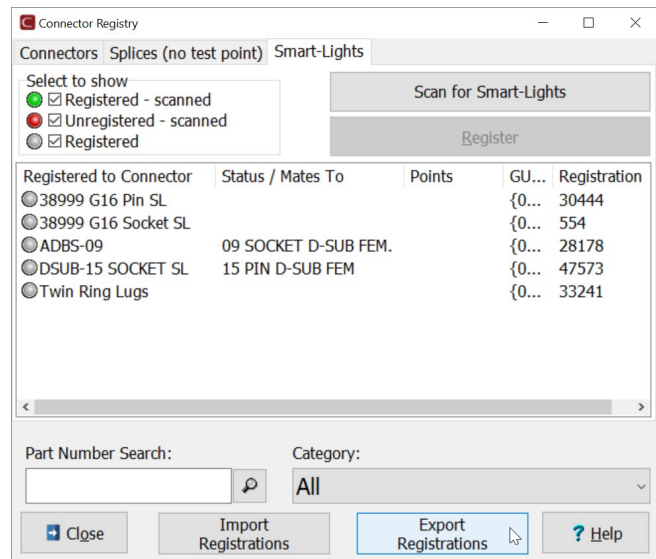 Connector Registry
Connectors Splices (no test point) Smart-Lights
Select to show
Registered - scanned
Unregistered - scanned
Registered
Scan for Smart-Lights
Register
Registered to Connector Status / Mates To Points GU... Registration
38999 G16 Pin SL {0... 30444
38999 G16 Socket SL {0... 554
ADBS-09 09 SOCKET D-SUB FEM. {0... 28178
DSUB-15 SOCKET SL 15 PIN D-SUB FEM {0... 47573
Twin Ring Lugs {0... 33241
Part Number Search: Category:
All
Close
Import
Registrations
Export
Registrations
? Help